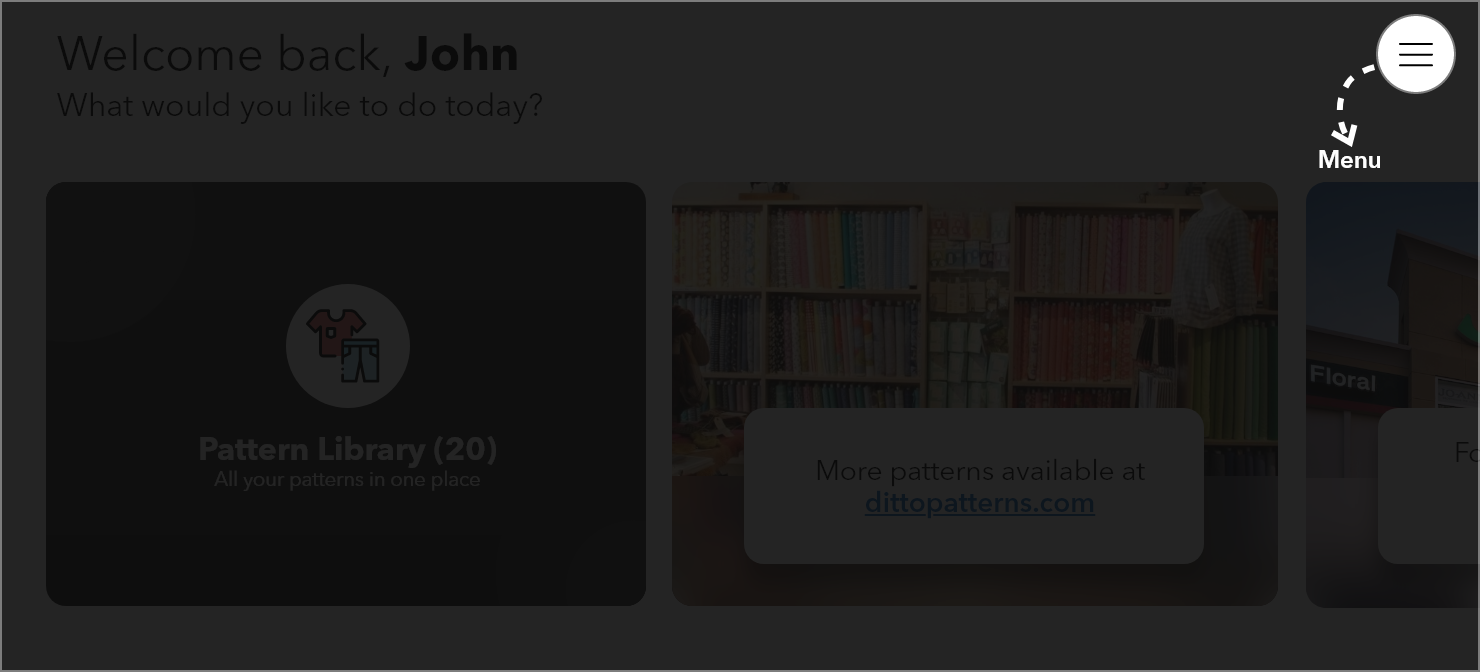 Welcome back, John
What would you like to do today?
Menu
Pattern Library (20)
All your patterns in one place
More patterns available at
dittopatterns.com
Floral
Fo